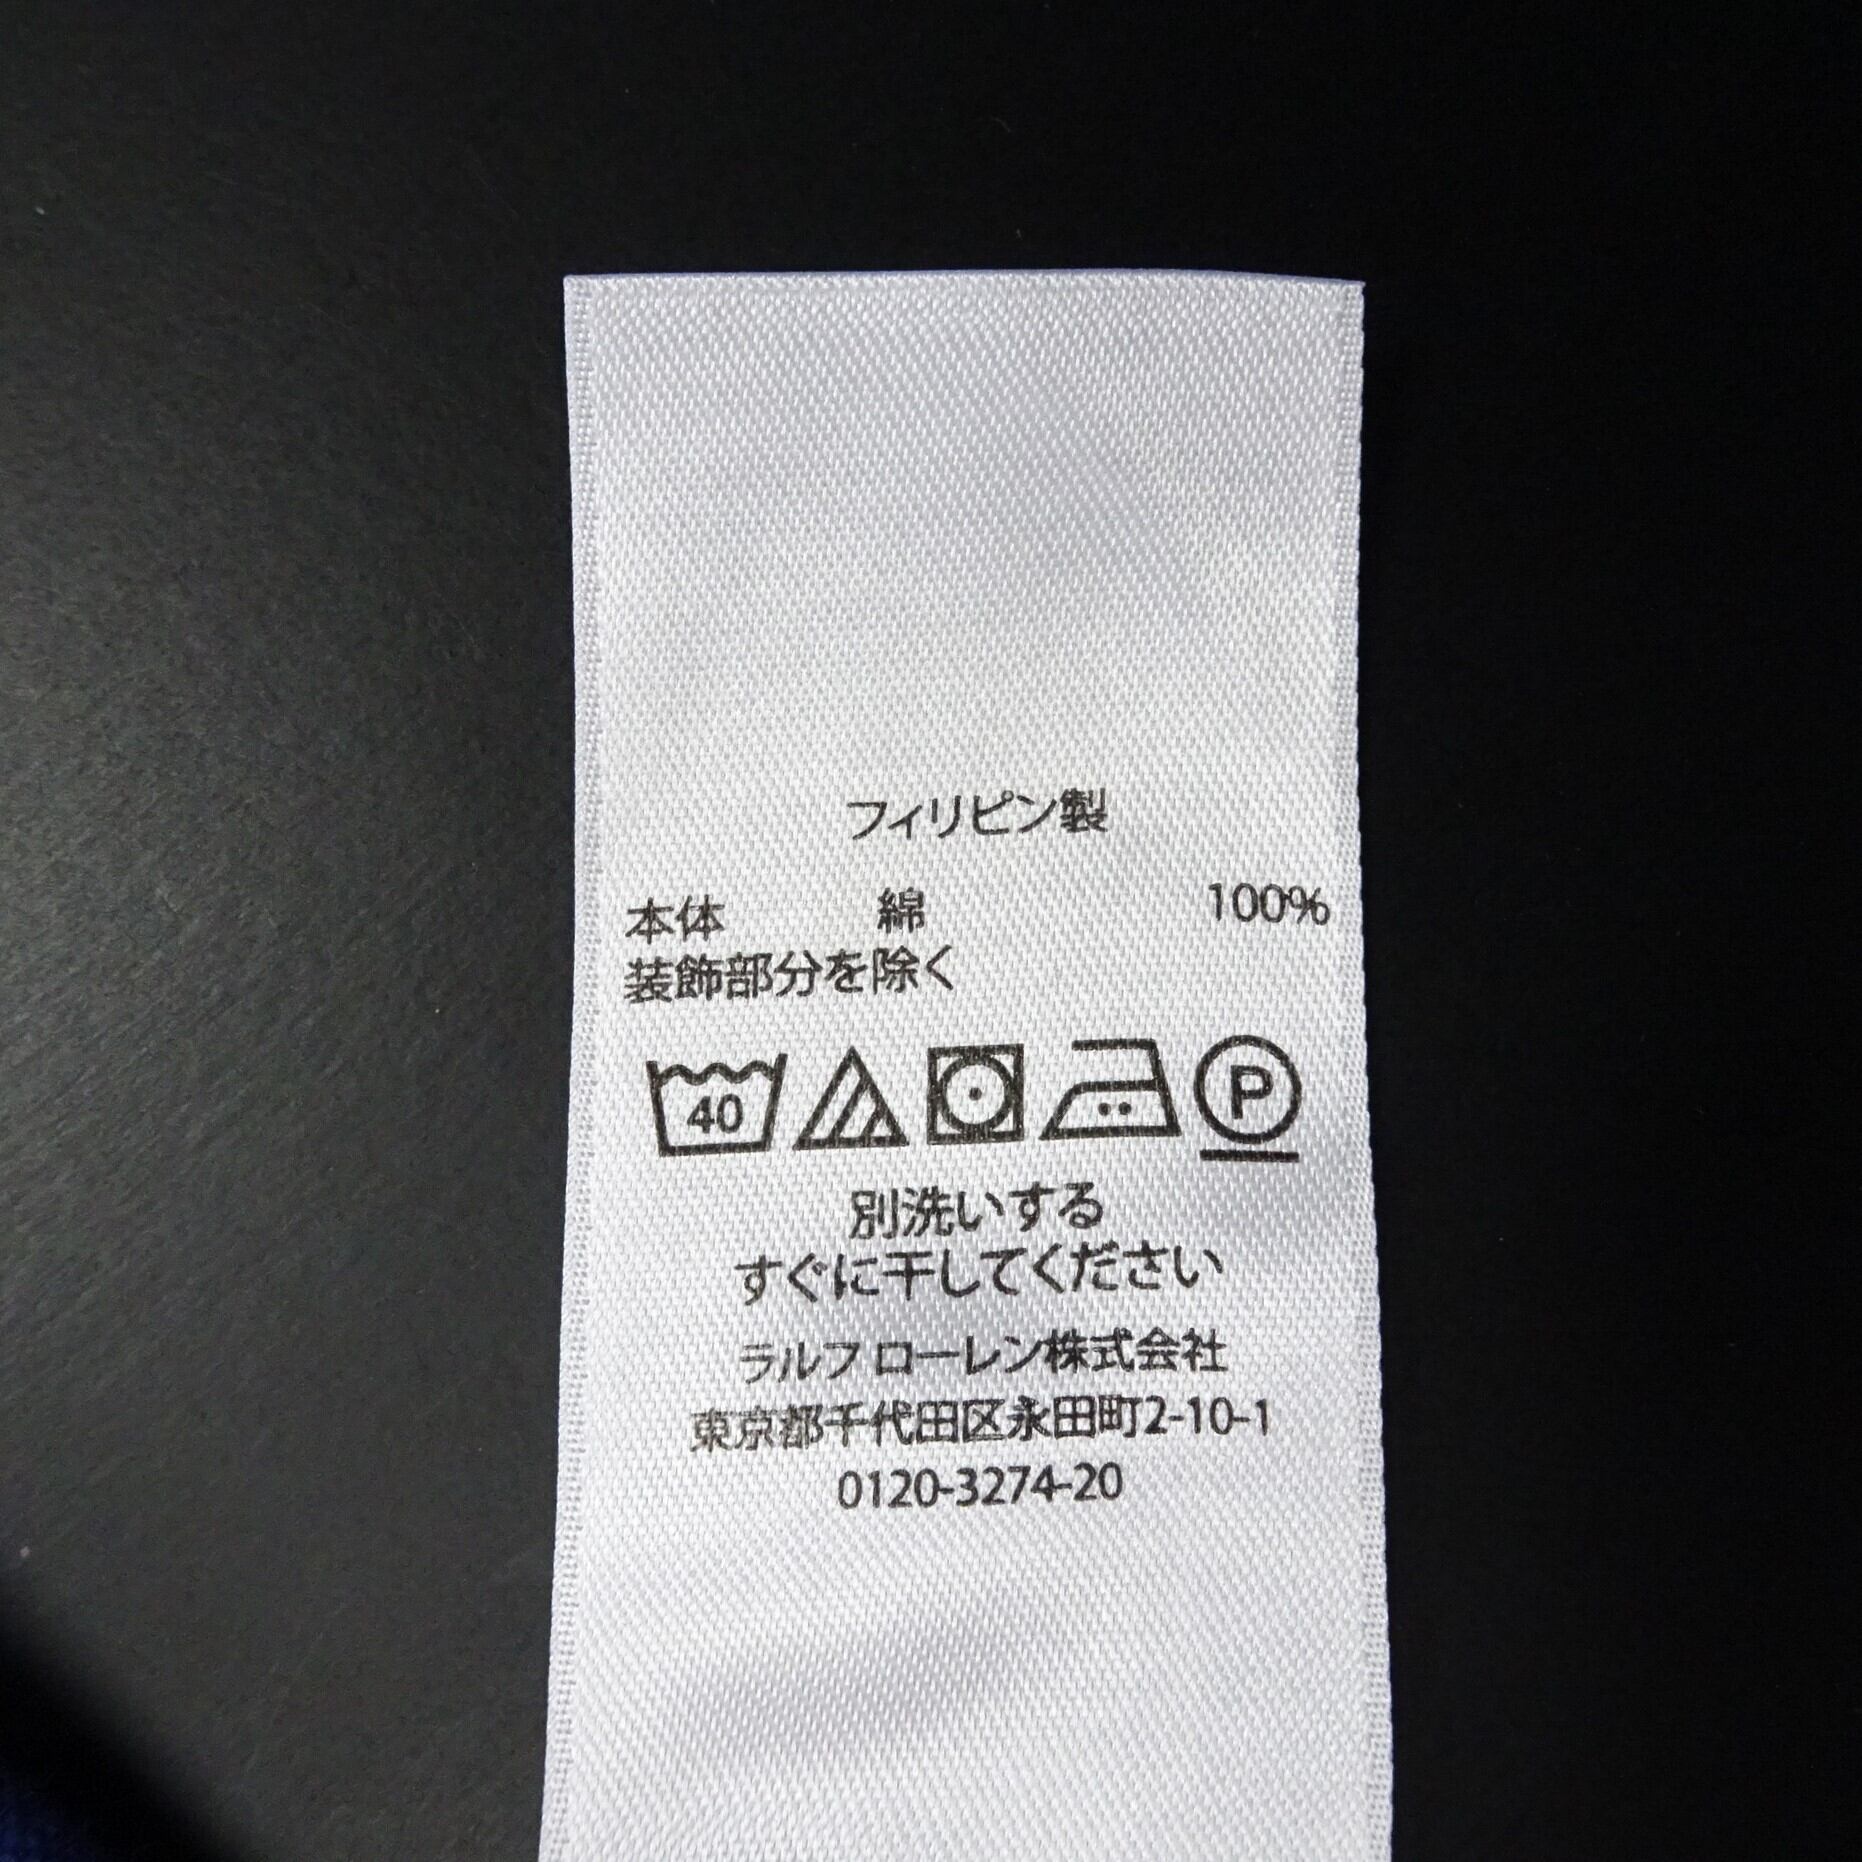 フィリピン製
本体 綿 100%
装飾部分を除く
40 P
別洗いする
すぐに干してください
ラルフ ローレン株式会社
東京都千代田区永田町2-10-1
0120-3274-20